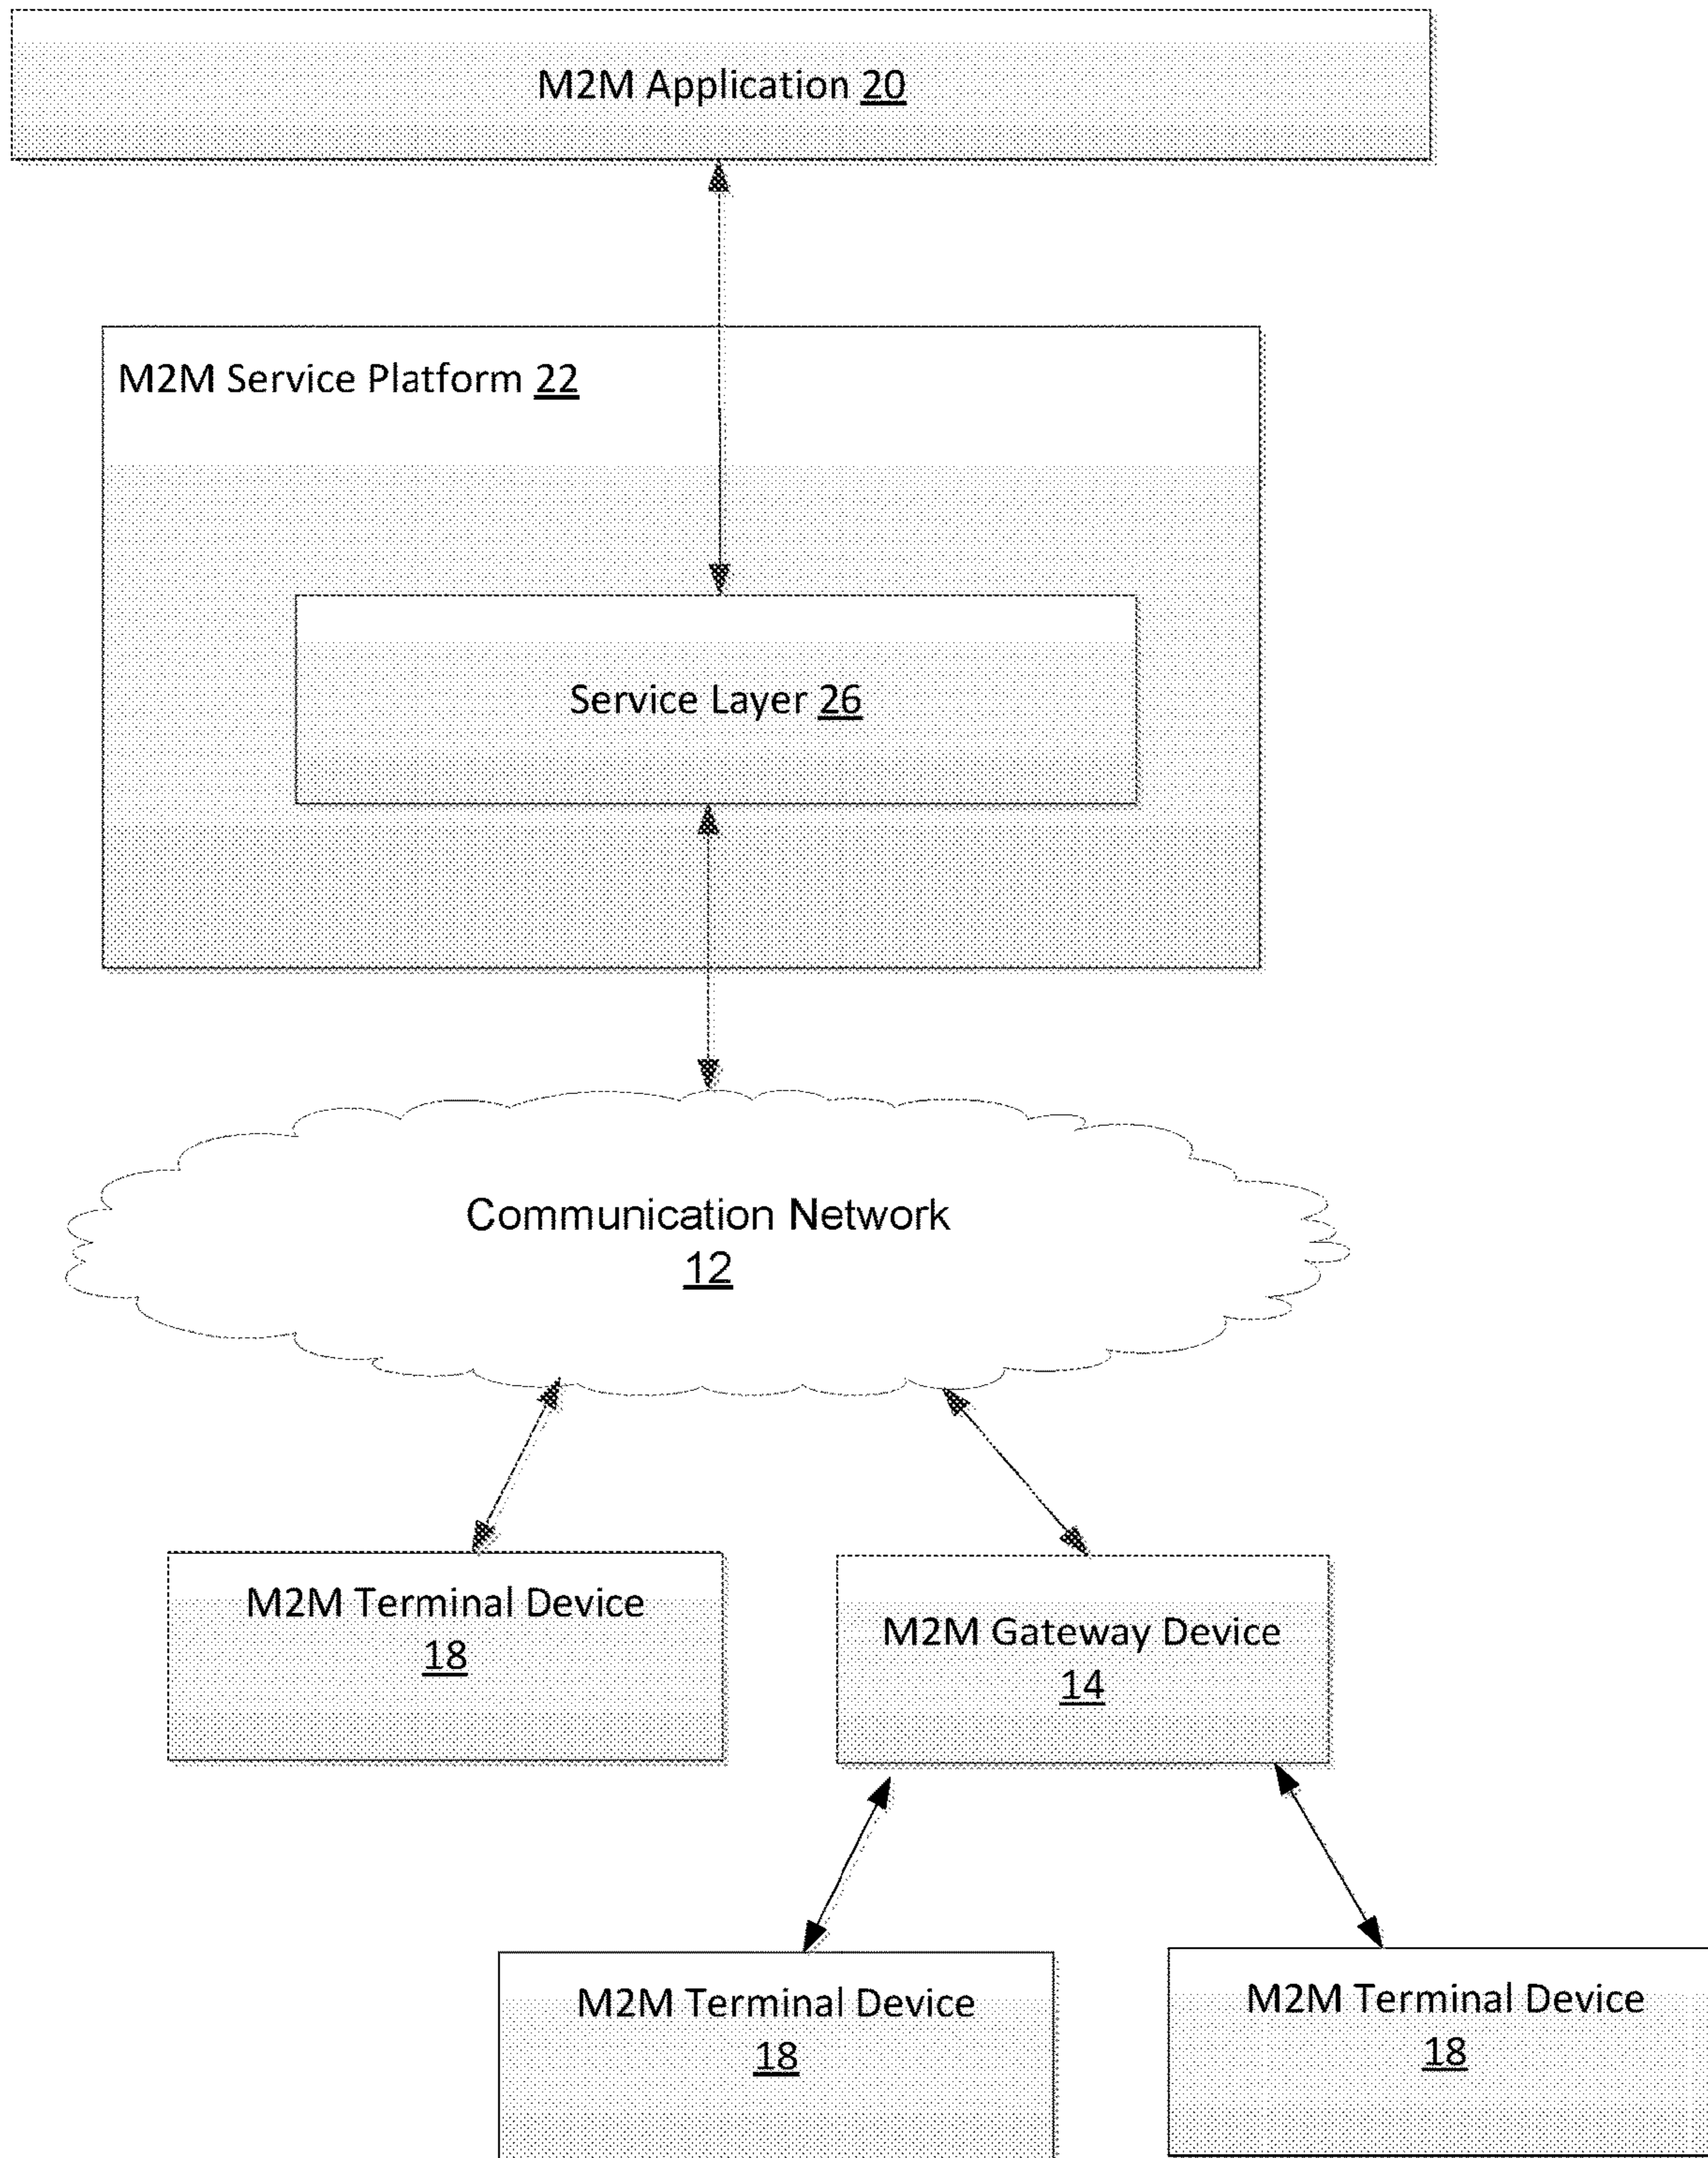 M2M Application 20
M2M Service Platform 22
Service Layer 26
Communication Network
12
M2M Terminal Device
18
M2M Gateway Device
14
M2M Terminal Device
18
M2M Terminal Device
18